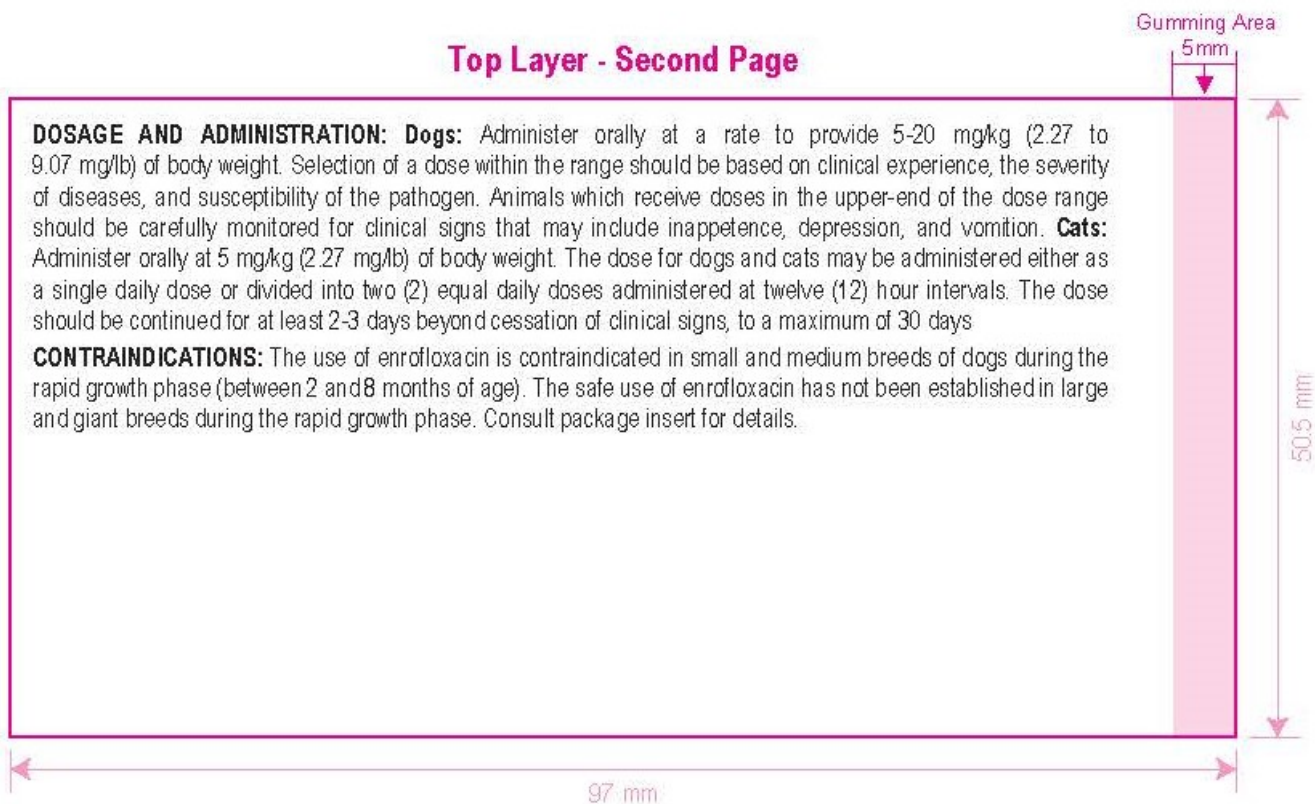 Gumming Area
5mm
Top Layer - Second Page
DOSAGE AND ADMINISTRATION: Dogs: Administer orally at a rate to provide 5-20 mg/kg (2.27 to
9.07 mg/lb) of body weight. Selection of a dose within the range should be based on clinical experience, the severity
of diseases, and susceptibility of the pathogen. Animals which receive doses in the upper-end of the dose range
should be carefully monitored for clinical signs that may include inappetence, depression, and vomition. Cats:
Administer orally at 5 mg/kg (2.27 mg/lb) of body weight. The dose for dogs and cats may be administered either as
a single daily dose or divided into two (2) equal daily doses administered at twelve (12) hour intervals. The dose
should be continued for at least 2-3 days beyond cessation of clinical signs, to a maximum of 30 days
CONTRAINDICATIONS: The use of enrofloxacin is contraindicated in small and medium breeds of dogs during the
rapid growth phase (between 2 and 8 months of age). The safe use of enrofloxacin has not been established in large
and giant breeds during the rapid growth phase. Consult package insert for details.
50.5 mm
97 mm